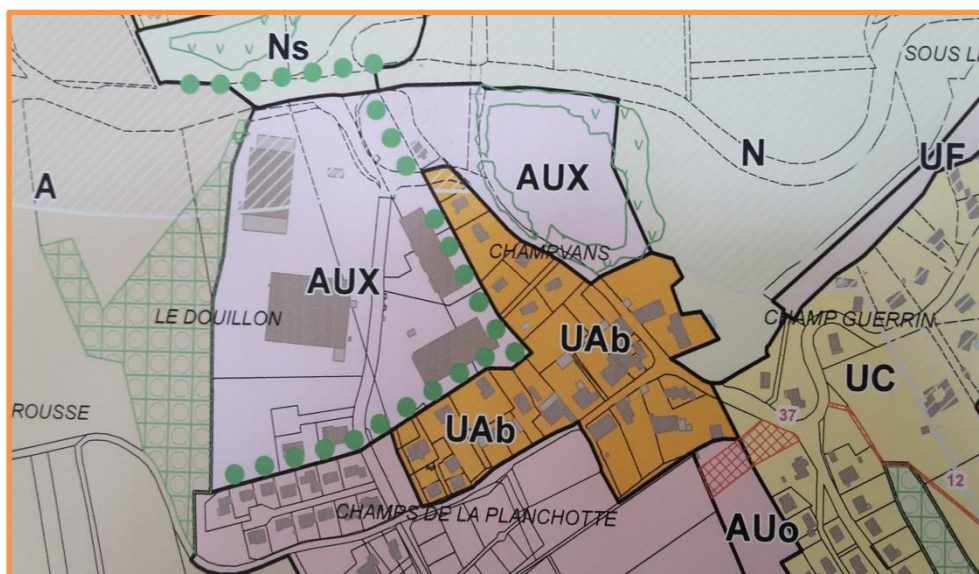 Ns
SOUS L
A
AUX
N
UF
CHAMPVANS
AUX
LE DOUILLON
CHAMP GUERRIN
UAb
UC
ROUSSE
37
UAb
12
CHAMPS DE LA PLANCHOTTE
AUo